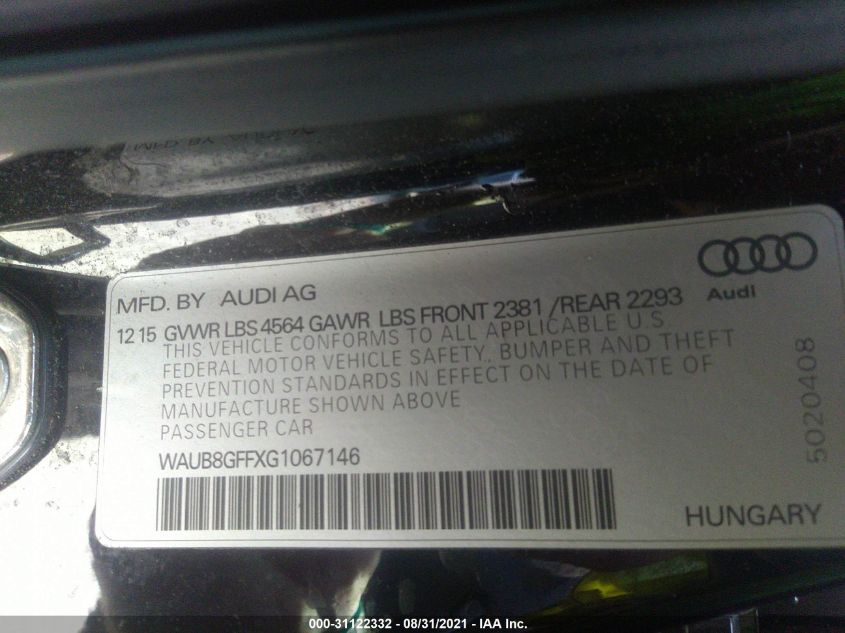 MFD. BY AUDI AG
Audi
12 15 GVWR LBS 4564 GAWR LBS FRONT 2381 /REAR 2293
THIS VEHICLE CONFORMS TO ALL APPLICABLE U.S
FEDERAL MOTOR VEHICLE SAFETY, BUMPER AND THEFT
PREVENTION STANDARDS IN EFFECT ON THE DATE OF
MANUFACTURE SHOWN ABOVE
PASSENGER CAR
WAUB8GFFXG1067146
5020408
HUNGARY
000-31122332 - 08/31/2021 - IAA Inc.